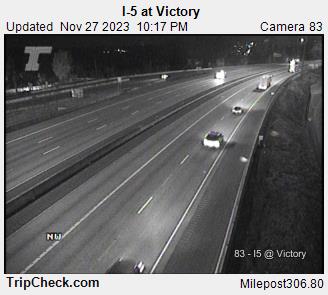 I-5 at Victory
Updated Nov 27 2023 10:17 PM Camera 83
T
NW
83 - I5 @ Victory
TripCheck.com Milepost306.80